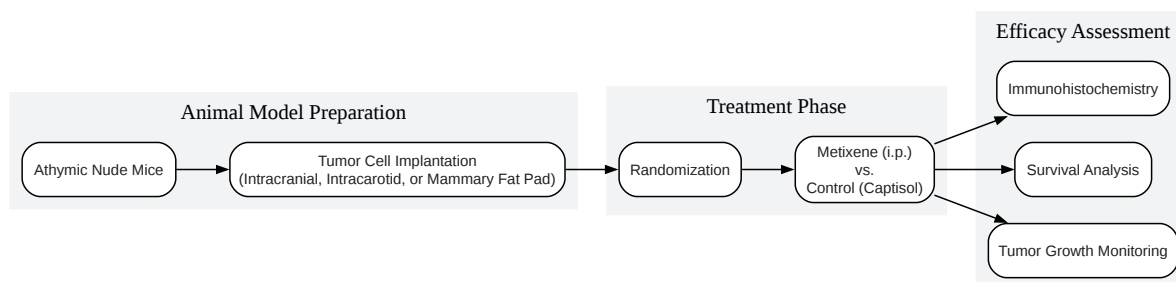 Animal Model Preparation
Athymic Nude Mice
Tumor Cell Implantation
(Intracranial, Intracarotid, or Mammary Fat Pad)
Treatment Phase
Randomization
Metixene (i.p.)
vs.
Control (Captisol)
Efficacy Assessment
Immunohistochemistry
Survival Analysis
Tumor Growth Monitoring